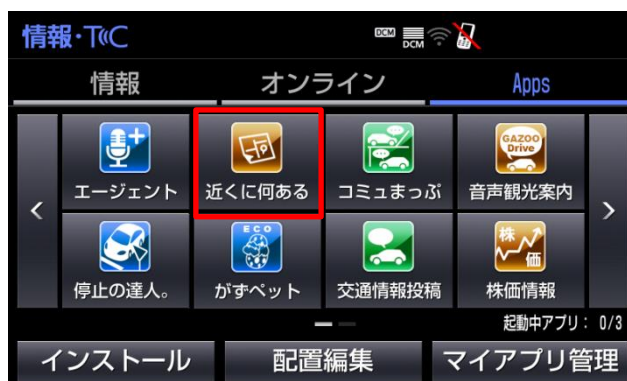 情報・T«C
DCM DCM
情報 オンライン Apps
GAZOO
Drive
エージェント 近くに何ある コミュまっぷ 音声観光案内
ECO 株 価
停止の達人。 がずペット 交通情報投稿 株価情報
起動中アプリ： 0/3
インストール 配置編集 マイアプリ管理